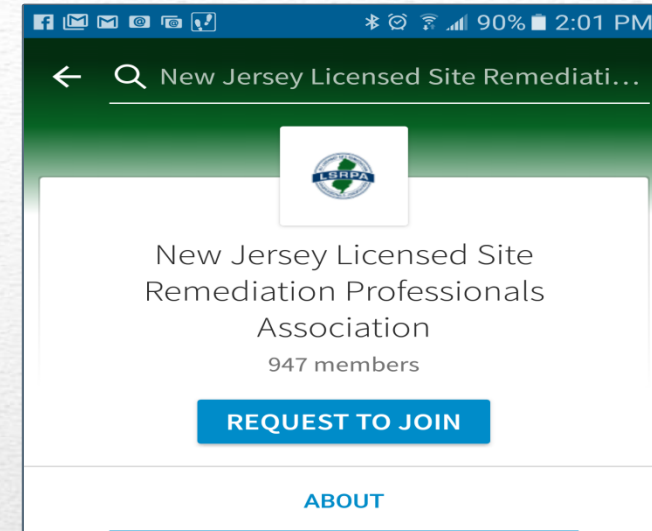 90% 2:01 PM
New Jersey Licensed Site Remediati...
LSRPA
New Jersey Licensed Site
Remediation Professionals
Association
947 members
REQUEST TO JOIN
ABOUT